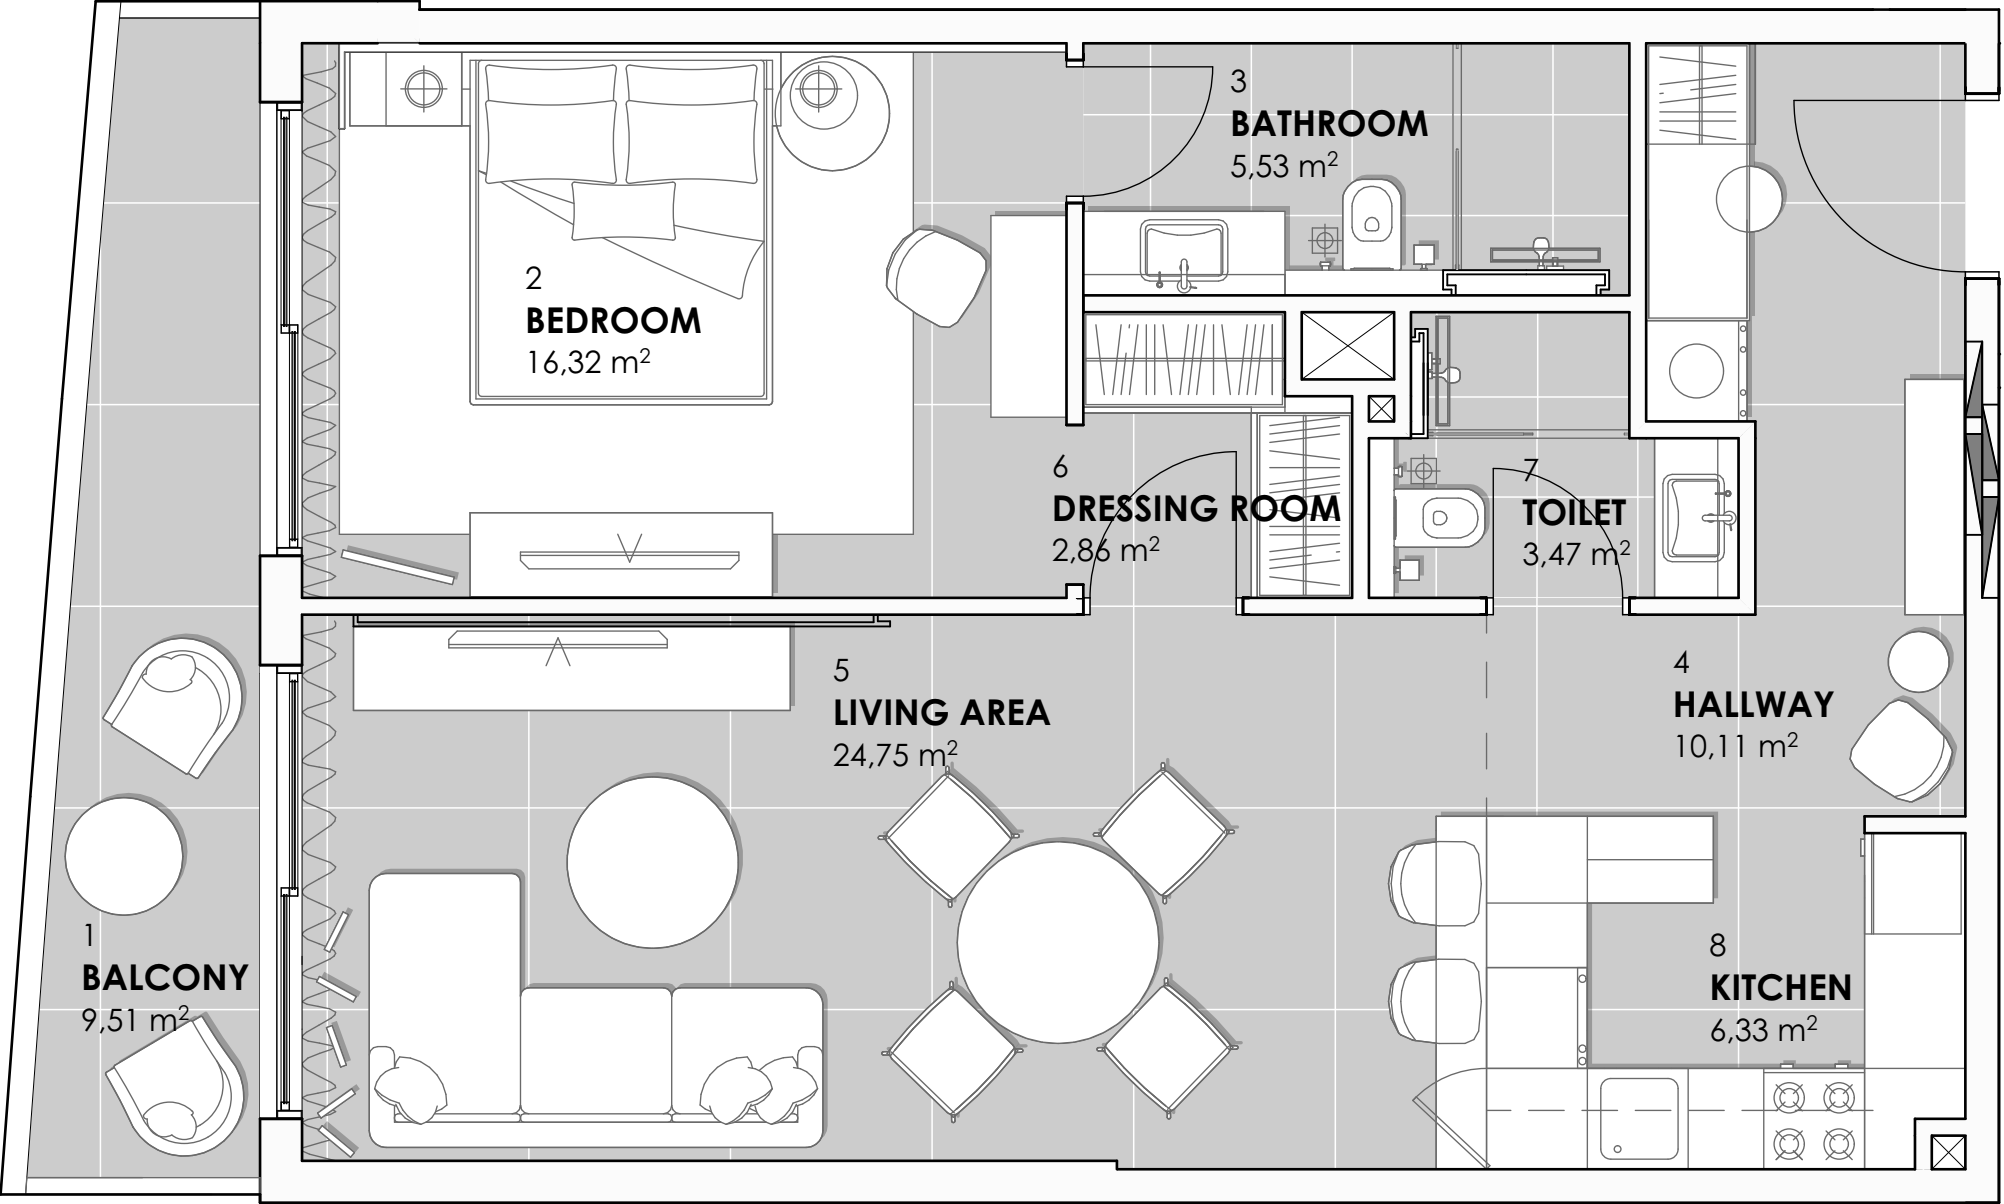 3
BATHROOM
5,53 m²
2
BEDROOM
16,32 m²
6
DRESSING ROOM
2,86 m²
7
TOILET
3,47 m²
5
LIVING AREA
24,75 m²
4
HALLWAY
10,11 m²
1
BALCONY
9,51 m²
8
KITCHEN
6,33 m²